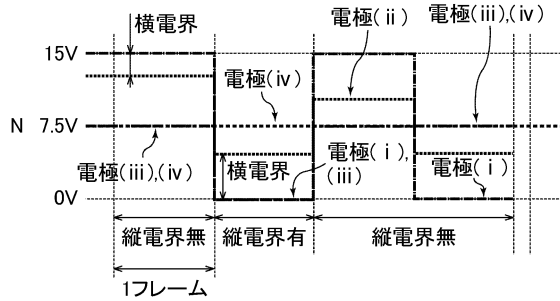 横電界
電極(ii)
電極(iii),(iv)
15V
電極(iv)
N 7.5V
電極(iii),(iv)
横電界
電極(i),
(iii)
電極(i)
0V
縦電界無
縦電界有
縦電界無
1フレーム